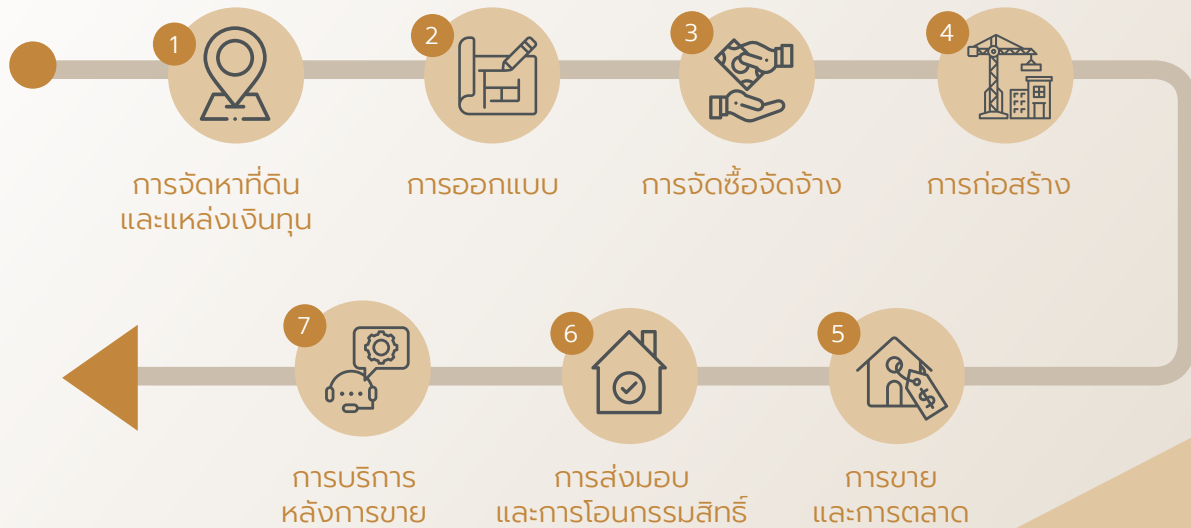 1
การจัดหาที่ดิน
และแหล่งเงินทุน
2
การออกแบบ
3
การจัดซื้อจัดจ้าง
4
การก่อสร้าง
5
การขาย
และการตลาด
6
การส่งมอบ
และการโอนกรรมสิทธิ์
7
การบริการ
หลังการขาย